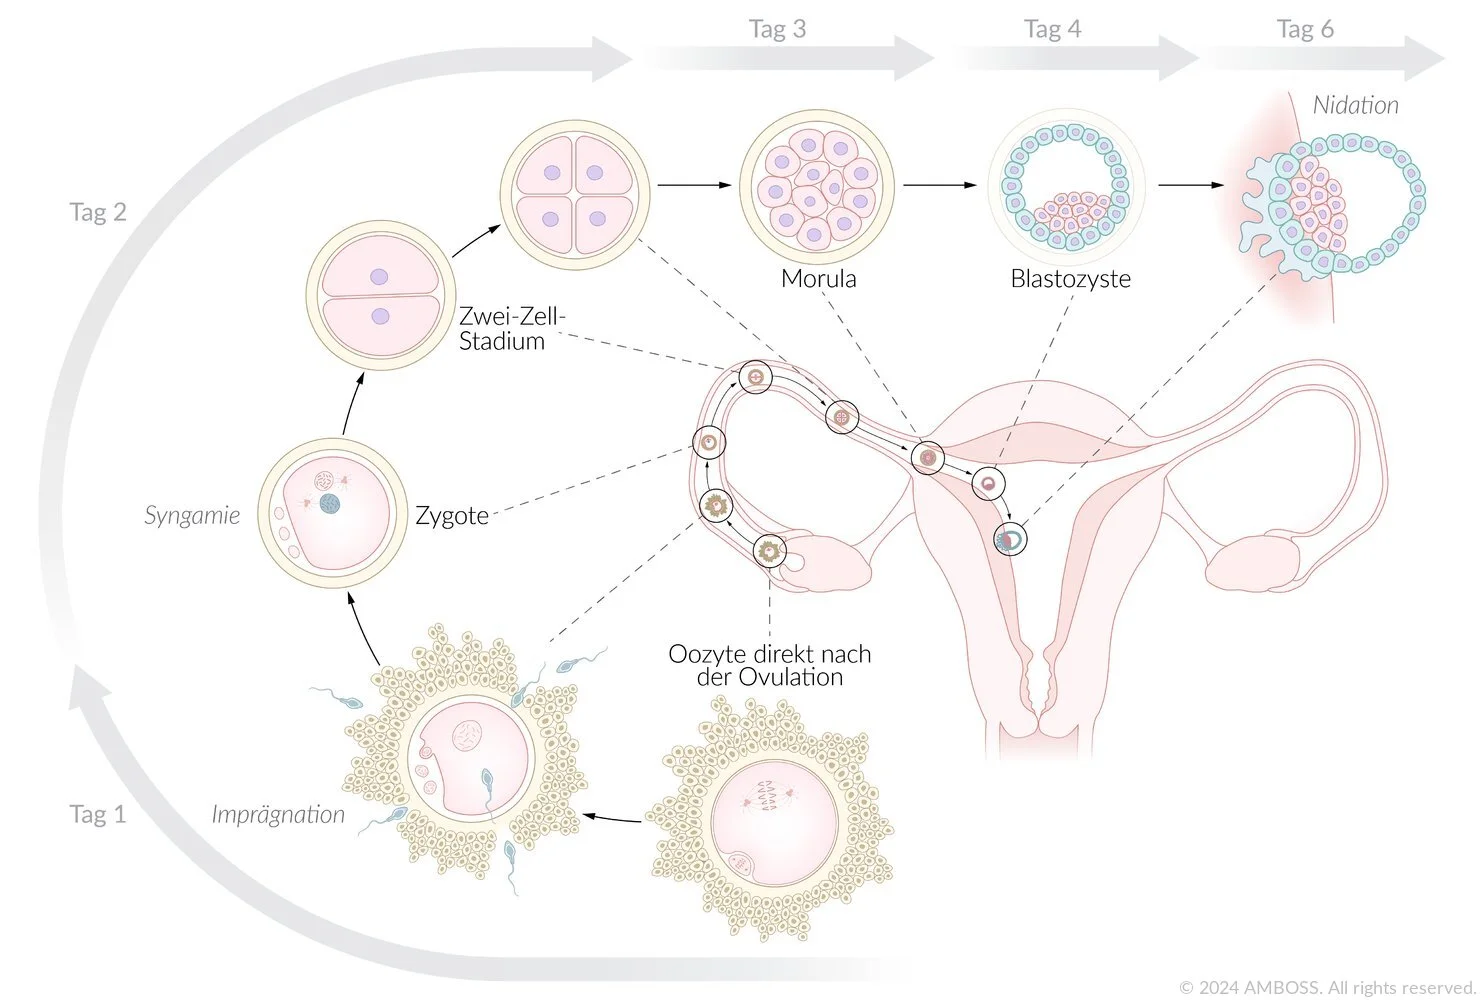 Tag 3
Tag 4
Tag 6
Nidation
Tag 2
Morula
Blastozyste
Zwei-Zell-
Stadium
Syngamie
Zygote
Oozyte direkt nach
der Ovulation
Tag 1
Imprägnation
© 2024 AMBOSS. All rights reserved.